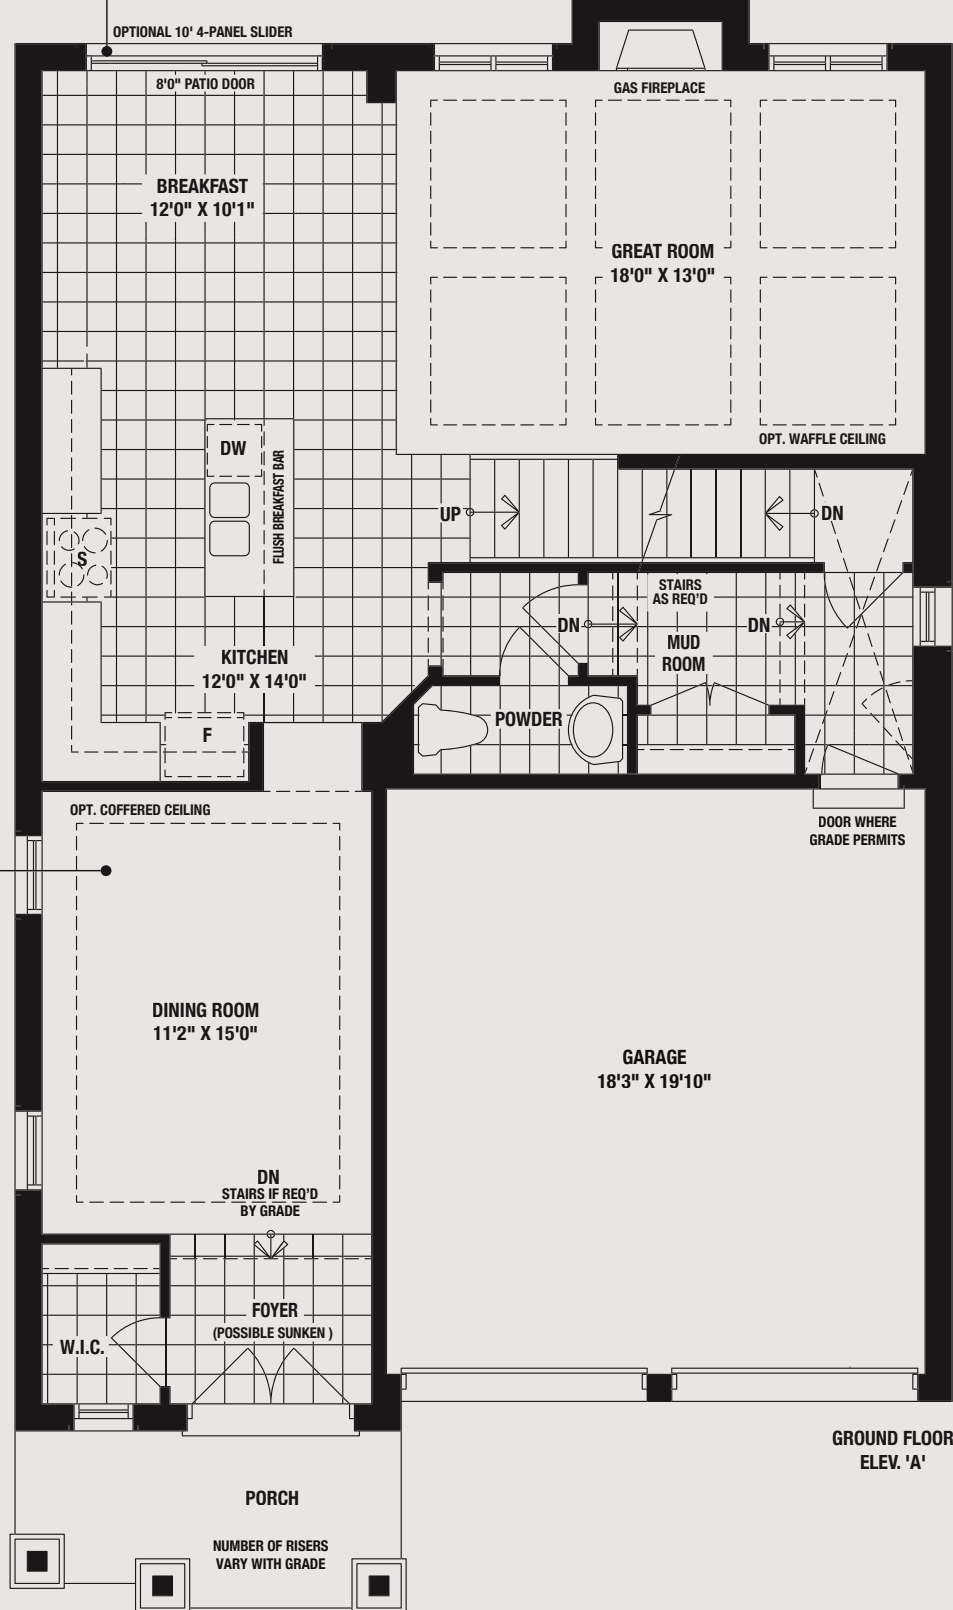 OPTIONAL 10' 4-PANEL SLIDER
8'0" PATIO DOOR
GAS FIREPLACE
BREAKFAST
12'0" X 10'1"
GREAT ROOM
18'0" X 13'0"
OPT. WAFFLE CEILING
DW
FLUSH BREAKFAST BAR
UP
DN
S
STAIRS
AS REQ'D
DN
DN
MUD
ROOM
KITCHEN
12'0" X 14'0"
POWDER
F
OPT. COFFERED CEILING
DOOR WHERE
GRADE PERMITS
DINING ROOM
11'2" X 15'0"
GARAGE
18'3" X 19'10"
DN
STAIRS IF REQ'D
BY GRADE
FOYER
(POSSIBLE SUNKEN )
W.I.C.
GROUND FLOOR
ELEV. 'A'
PORCH
NUMBER OF RISERS
VARY WITH GRADE